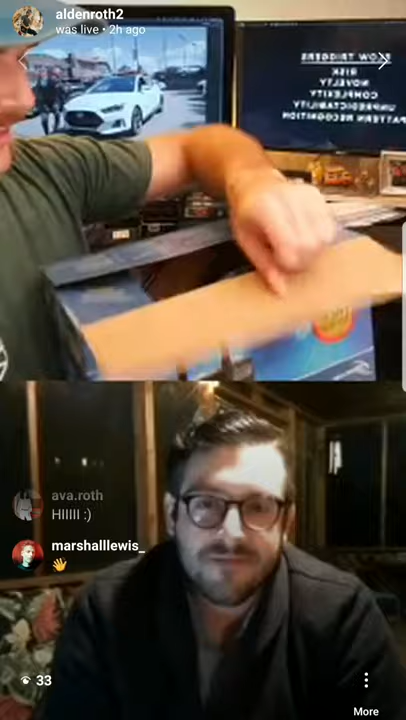 aldenroth2
was live • 2h ago
FLOW TRIGGERS
RISK
NOVELTY
COMPLEXITY
UNPREDICTABILITY
PATTERN RECOGNITION
ava.roth
HIIIII :)
marshalllewis_
👋
33
More